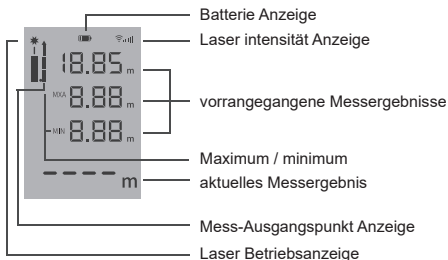 Batterie Anzeige
Laser intensität Anzeige
18.85 m
MXA 8.88 m
vorrangegangene Messergebnisse
MIN 8.88 m
Maximum / minimum
---- m
aktuelles Messergebnis
Mess-Ausgangspunkt Anzeige
Laser Betriebsanzeige